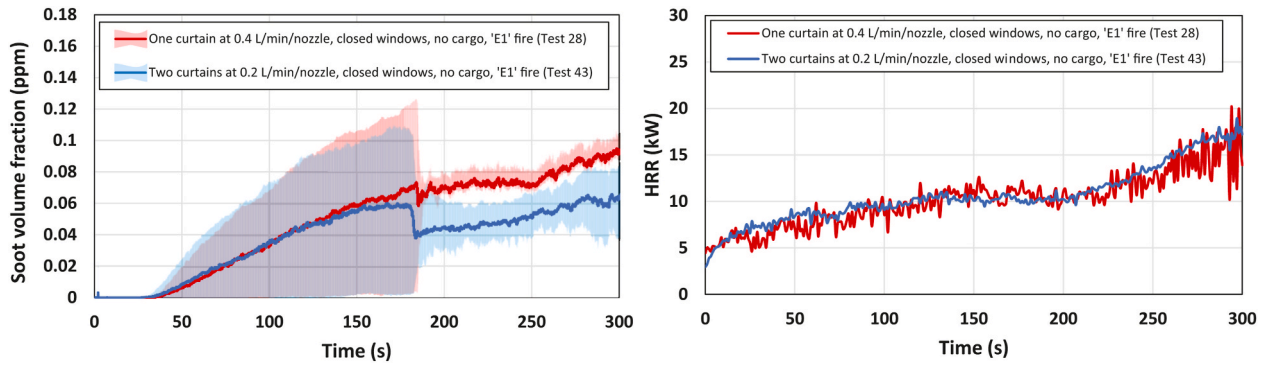 Soot volume fraction (ppm)
0.18
0.16
0.14
0.12
0.1
0.08
0.06
0.04
0.02
0
One curtain at 0.4 L/min/nozzle, closed windows, no cargo, 'E1' fire (Test 28)
Two curtains at 0.2 L/min/nozzle, closed windows, no cargo, 'E1' fire (Test 43)
0 50 100 150 200 250 300
Time (s)
HRR (kW)
30
25
20
15
10
5
0
One curtain at 0.4 L/min/nozzle, closed windows, no cargo, 'E1' fire (Test 28)
Two curtains at 0.2 L/min/nozzle, closed windows, no cargo, 'E1' fire (Test 43)
0 50 100 150 200 250 300
Time (s)